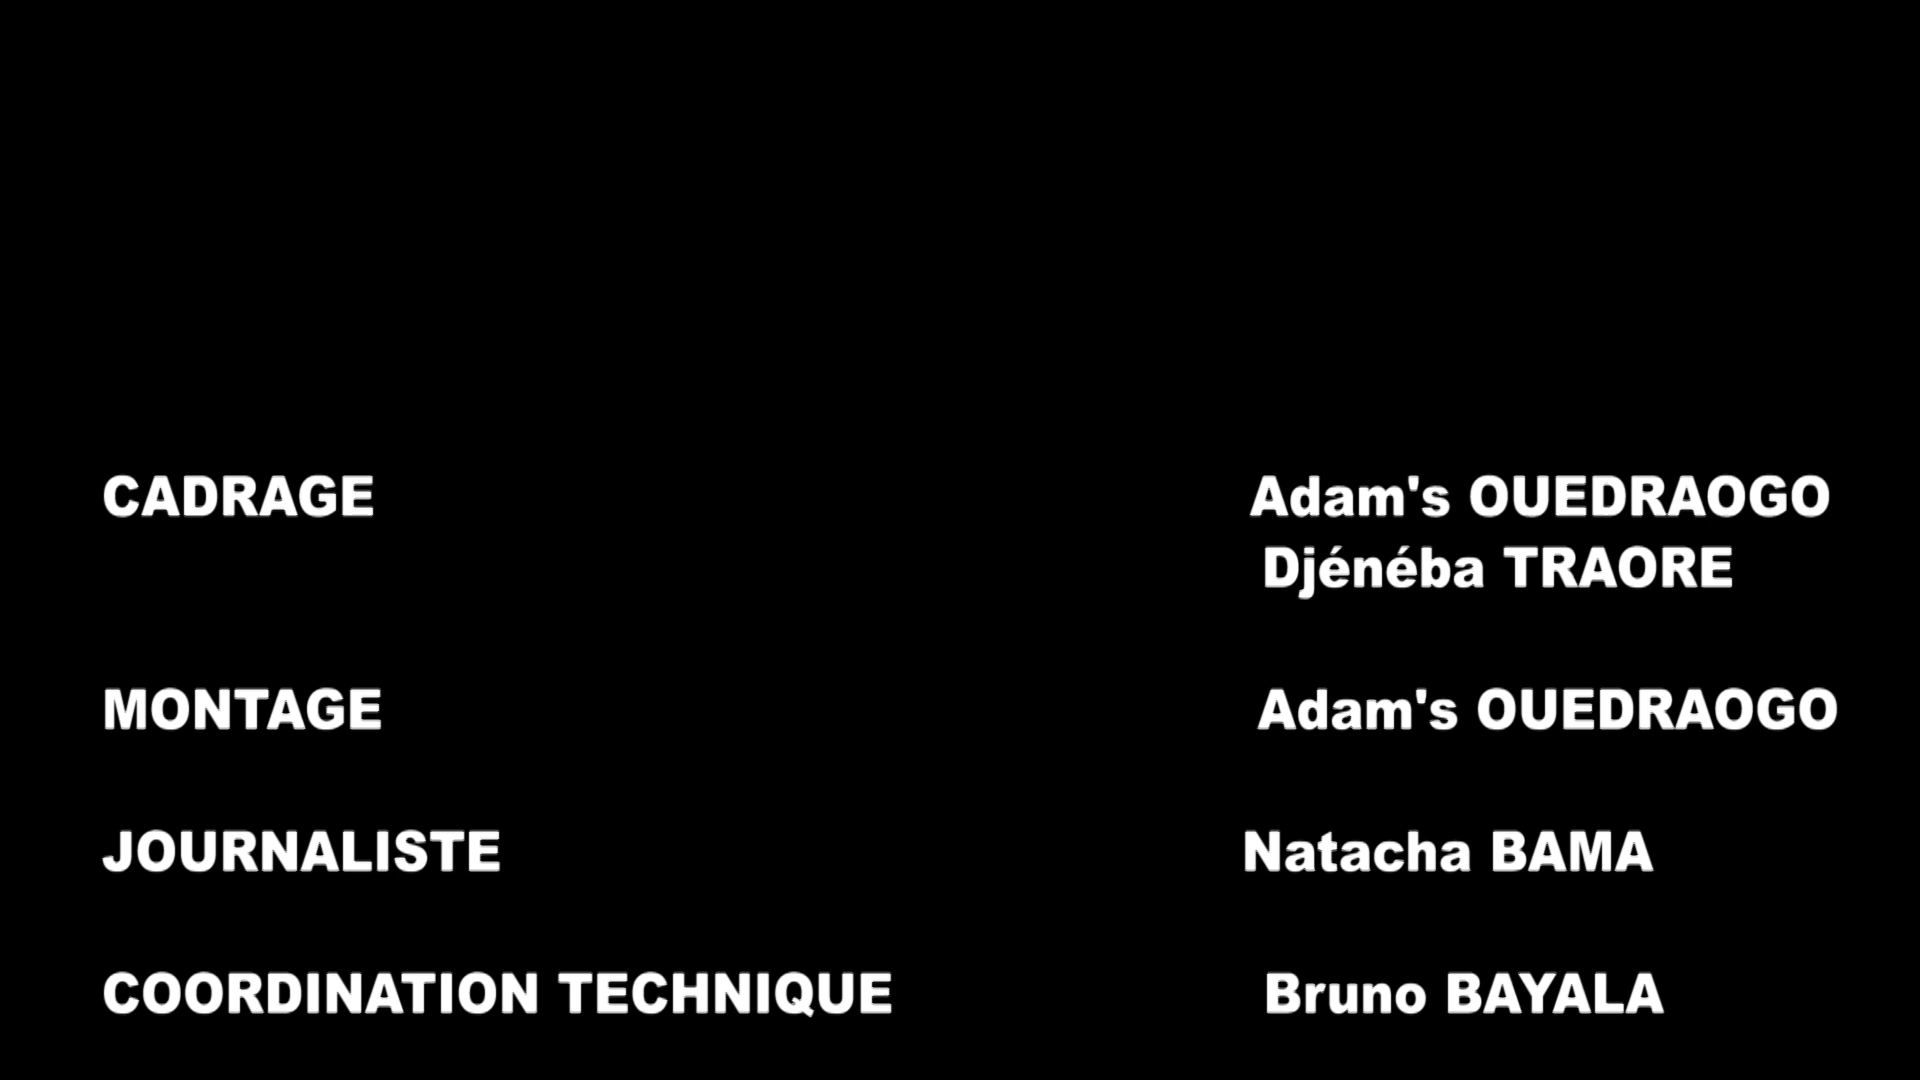 CADRAGE Adam's OUEDRAOGO
Djénéba TRAORE
MONTAGE Adam's OUEDRAOGO
JOURNALISTE Natacha BAMA
COORDINATION TECHNIQUE Bruno BAYALA